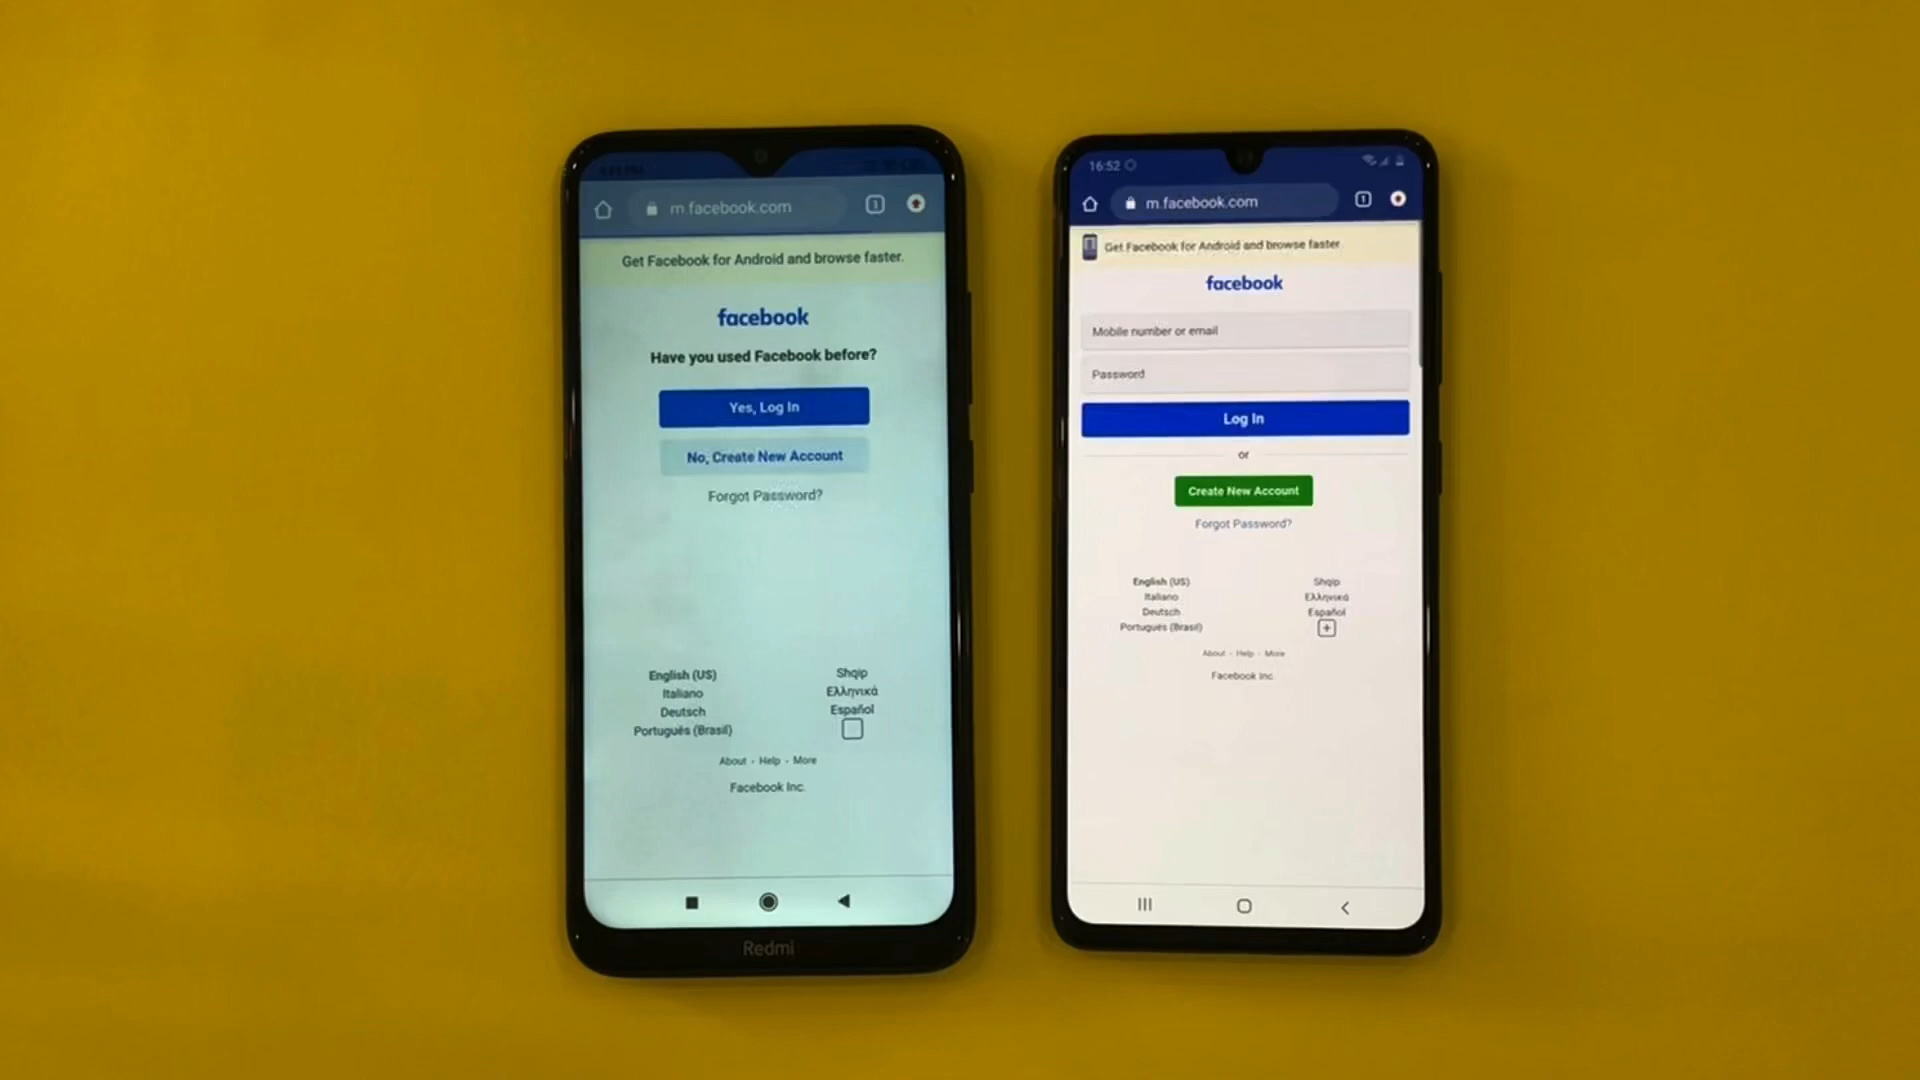 m.facebook.com
1
Get Facebook for Android and browse faster.
facebook
Have you used Facebook before?
Yes, Log In
No, Create New Account
Forgot Password?
English (US)
Shqip
Italiano
Ελληνικά
Deutsch
Español
Português (Brasil)
About · Help · More
Facebook Inc.
Redmi
16:52
m.facebook.com
1
Get Facebook for Android and browse faster
facebook
Mobile number or email
Password
Log In
or
Create New Account
Forgot Password?
English (US)
Shqip
Italiano
Ελληνικά
Deutsch
Español
Português (Brasil)
+
About · Help · More
Facebook Inc.